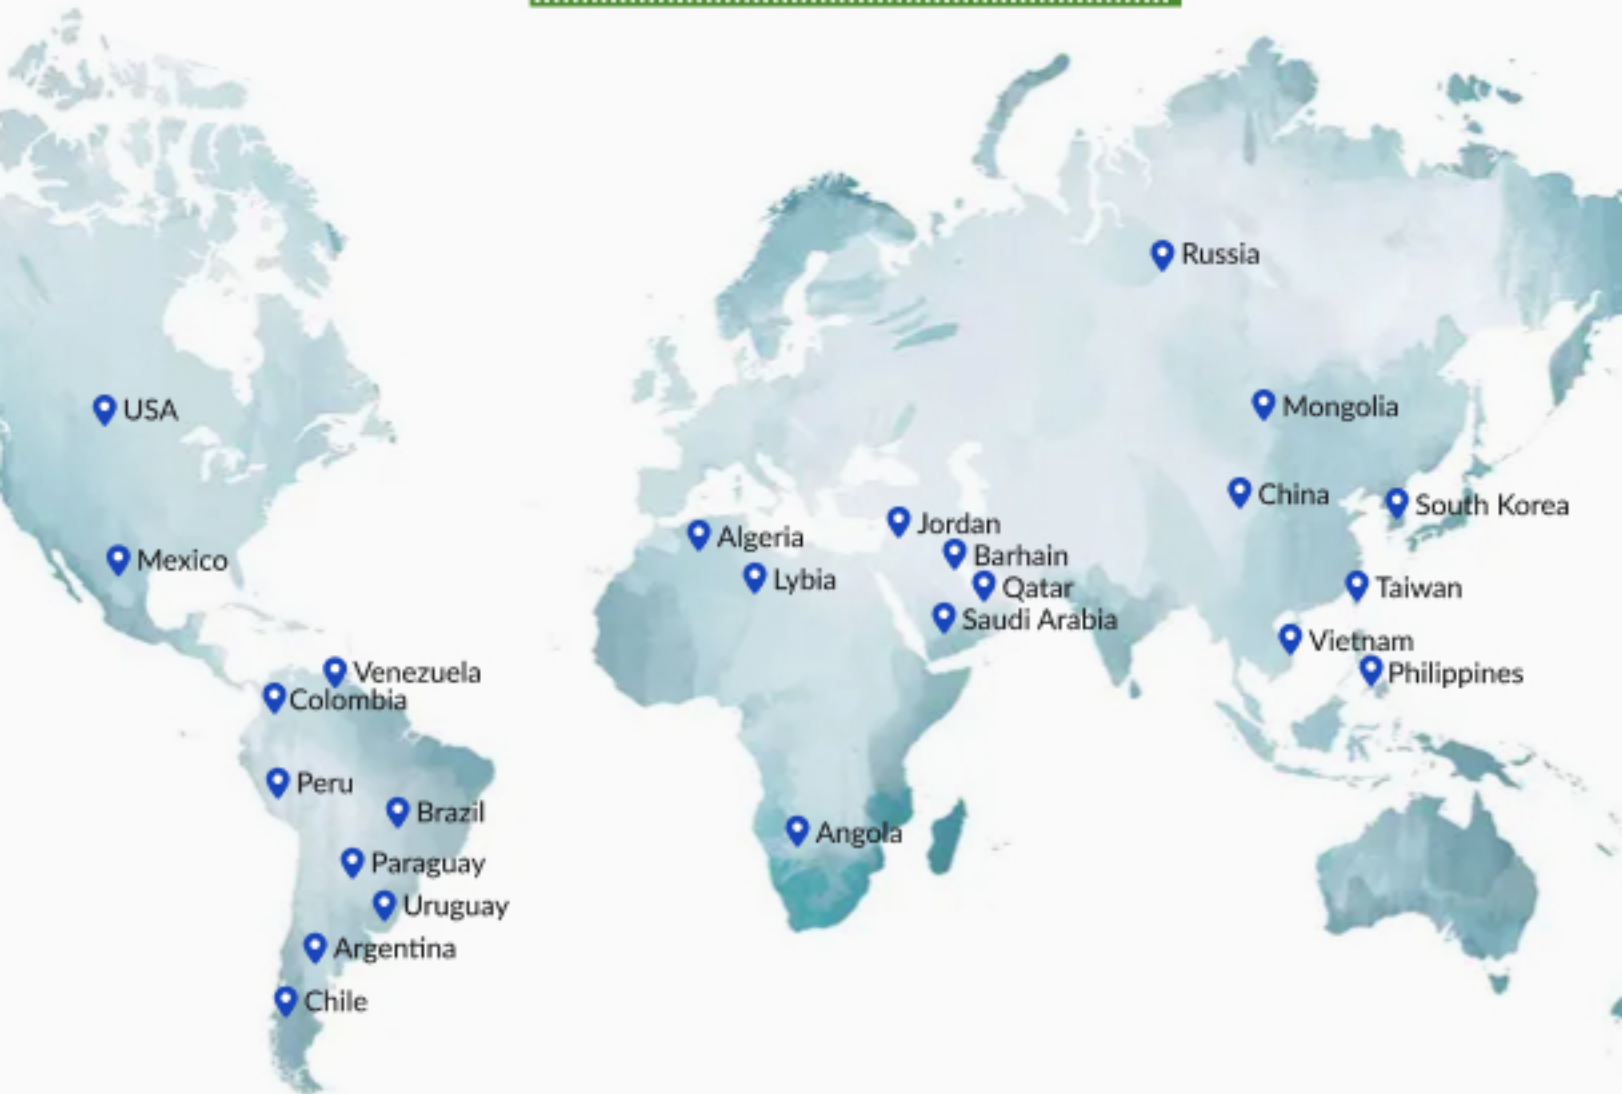 Russia
USA
Mongolia
China
South Korea
Jordan
Algeria
Barhain
Mexico
Lybia
Qatar
Taiwan
Saudi Arabia
Vietnam
Venezuela
Philippines
Colombia
Peru
Brazil
Angola
Paraguay
Uruguay
Argentina
Chile